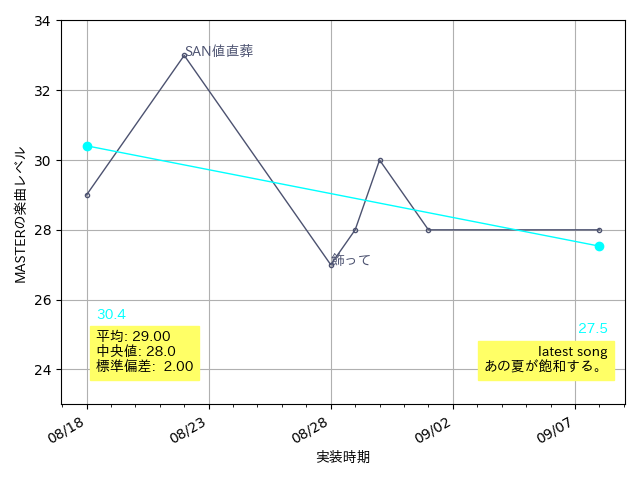 34
32
30
28
26
24
MASTERの楽曲レベル
SAN値直葬
飾って
30.4
平均: 29.00
中央値: 28.0
標準偏差: 2.00
27.5
latest song
あの夏が飽和する。
08/18
08/23
08/28
09/02
09/07
実装時期